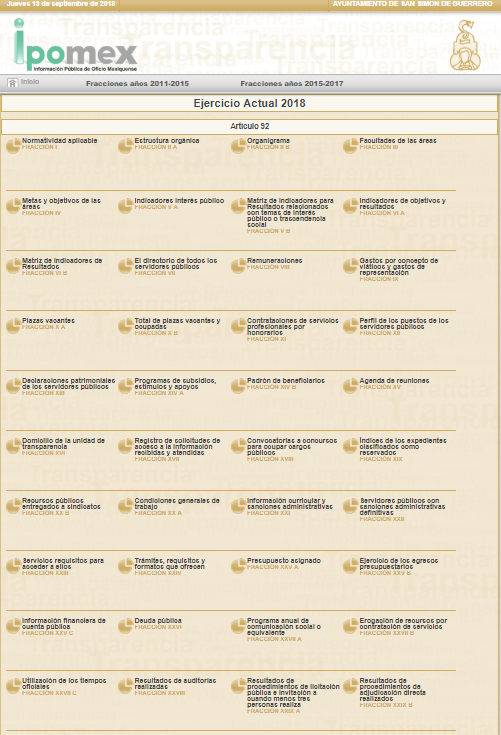 Jueves 13 de septiembre de 2018
AYUNTAMIENTO DE SAN SIMON DE GUERRERO
ipomex
Información Pública de Oficio Mexiquense
Inicio
Fracciones años 2011-2015
Fracciones años 2015-2017
Ejercicio Actual 2018
Artículo 92
Normatividad aplicable
FRACCIÓN I
Estructura orgánica
FRACCIÓN II A
Organigrama
FRACCIÓN II B
Facultades de las áreas
FRACCIÓN III
Metas y objetivos de las
áreas
FRACCIÓN IV
Indicadores interés público
FRACCIÓN V A
Matriz de indicadores para
Resultados relacionados
con temas de interés
público o trascendencia
social
FRACCIÓN V B
Indicadores de objetivos y
resultados
FRACCIÓN VI A
Matriz de indicadores de
Resultados
FRACCIÓN VI B
El directorio de todos los
servidores públicos
FRACCIÓN VII
Remuneraciones
FRACCIÓN VIII
Gastos por concepto de
viáticos y gastos de
representación
FRACCIÓN IX
Plazas vacantes
FRACCIÓN X A
Total de plazas vacantes y
ocupadas
FRACCIÓN X B
Contrataciones de servicios
profesionales por
honorarios
FRACCIÓN XI
Perfil de los puestos de los
servidores públicos
FRACCIÓN XII
Declaraciones patrimoniales
de los servidores públicos
FRACCIÓN XIII
Programas de subsidios,
estímulos y apoyos
FRACCIÓN XIV A
Padrón de beneficiarios
FRACCIÓN XIV B
Agenda de reuniones
FRACCIÓN XV
Domicilio de la unidad de
transparencia
FRACCIÓN XVI
Registro de solicitudes de
acceso a la información
recibidas y atendidas
FRACCIÓN XVII
Convocatorias a concursos
para ocupar cargos
públicos
FRACCIÓN XVIII
Índices de los expedientes
clasificados como
reservados
FRACCIÓN XIX
Recursos públicos
entregados a sindicatos
FRACCIÓN XX B
Condiciones generales de
trabajo
FRACCIÓN XX A
Información curricular y
sanciones administrativas
FRACCIÓN XXI
Servidores públicos con
sanciones administrativas
definitivas
FRACCIÓN XXII
Servicios requisitos para
acceder a ellos
FRACCIÓN XXIII
Trámites, requisitos y
formatos que ofrecen
FRACCIÓN XXIV
Presupuesto asignado
FRACCIÓN XXV A
Ejercicio de los egresos
presupuestarios
FRACCIÓN XXV B
Información financiera de
cuenta pública
FRACCIÓN XXV C
Deuda pública
FRACCIÓN XXVI
Programa anual de
comunicación social o
equivalente
FRACCIÓN XXVII A
Erogación de recursos por
contratación de servicios
FRACCIÓN XXVII B
Utilización de los tiempos
oficiales
FRACCIÓN XXVII C
Resultados de auditorías
realizadas
FRACCIÓN XXVIII
Resultados de
procedimientos de licitación
pública e invitación a
cuando menos tres
personas realiza
FRACCIÓN XXIX A
Resultados de
procedimientos de
adjudicación directa
realizados
FRACCIÓN XXIX B